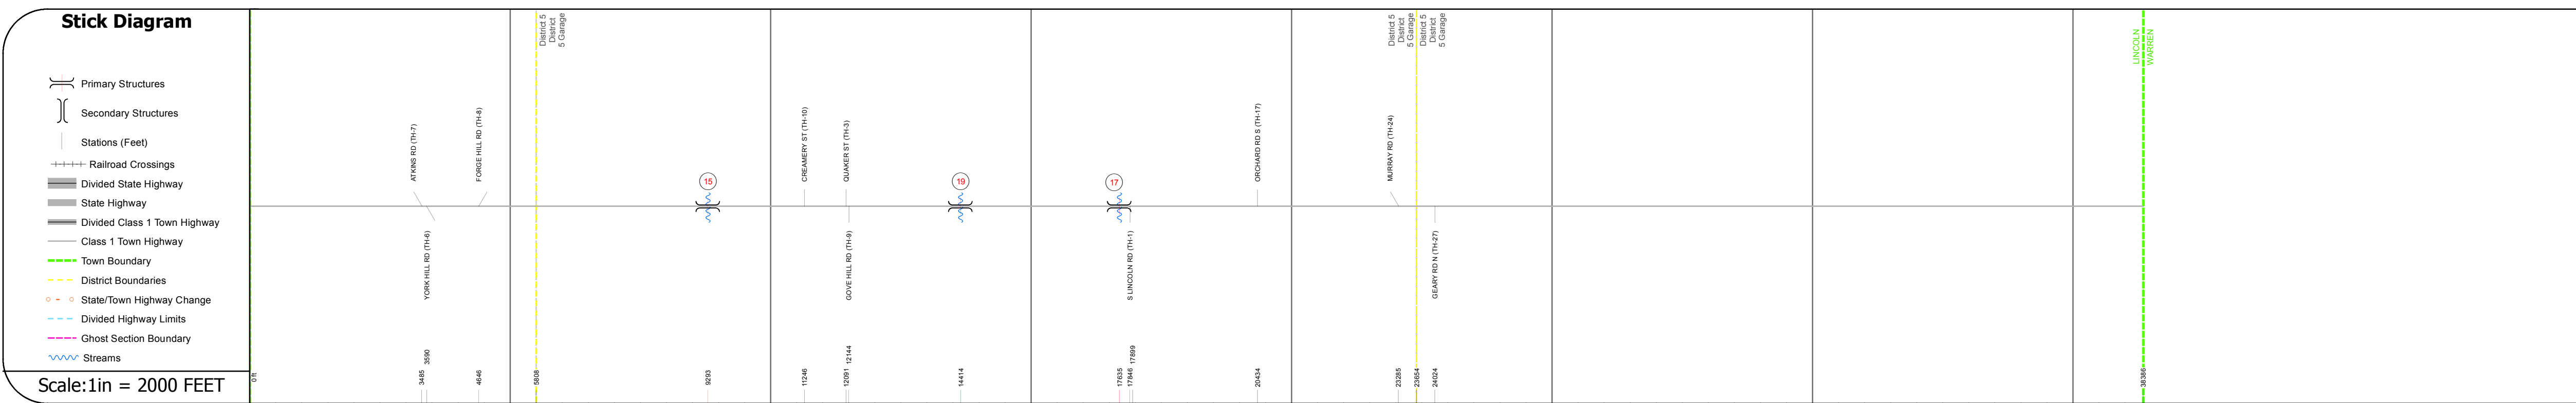 Stick Diagram
Primary Structures
Secondary Structures
Stations (Feet)
Railroad Crossings
Divided State Highway
State Highway
Divided Class 1 Town Highway
Class 1 Town Highway
Town Boundary
District Boundaries
State/Town Highway Change
Divided Highway Limits
Ghost Section Boundary
Streams
Scale:1in = 2000 FEET
District 5
District
5 Garage
District 5
District
5 Garage
District 5
District
5 Garage
LINCOLN
WARREN
ATKINS RD (TH-7)
FORGE HILL RD (TH-8)
CREAMERY ST (TH-10)
QUAKER ST (TH-3)
ORCHARD RD S (TH-17)
MURRAY RD (TH-24)
15
19
17
YORK HILL RD (TH-6)
GOVE HILL RD (TH-9)
S LINCOLN RD (TH-1)
GEARY RD N (TH-27)
0 ft
3485
3590
4646
5808
9293
11246
12091
12144
14414
17635
17846
17899
20434
23285
23654
24024
38386